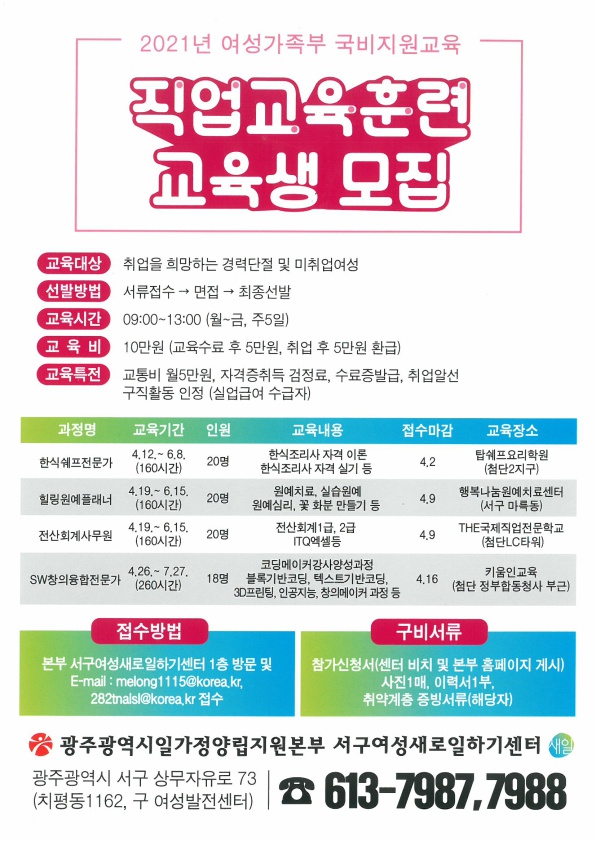 2021년 여성가족부 국비지원교육
직업교육훈련
교육생 모집
교육대상 취업을 희망하는 경력단절 및 미취업여성
선발방법 서류접수 → 면접 → 최종선발
교육시간 09:00~13:00 (월~금, 주5일)
교 육 비 10만원 (교육수료 후 5만원, 취업 후 5만원 환급)
교육특전 교통비 월5만원, 자격증취득 검정료, 수료증발급, 취업알선
구직활동 인정 (실업급여 수급자)
과정명 교육기간 인원 교육내용 접수마감 교육장소
한식쉐프전문가 4.12.~ 6.8. (160시간) 20명 한식조리사 자격 이론 한식조리사 자격 실기 등 4.2 탑쉐프요리학원 (첨단2지구)
힐링원예플래너 4.19.~ 6.15. (160시간) 20명 원예치료, 실습원예 원예심리, 꽃 화분 만들기 등 4.9 행복나눔원예치료센터 (서구 마륵동)
전산회계사무원 4.19.~ 6.15. (160시간) 20명 전산회계1급, 2급 ITQ엑셀등 4.9 THE국제직업전문학교 (첨단LC타워)
SW창의융합전문가 4.26.~ 7.27. (260시간) 18명 코딩메이커강사양성과정 블록기반코딩, 텍스트기반코딩, 3D프린팅, 인공지능, 창의메이커 과정 등 4.16 키움인교육 (첨단 정부합동청사 부근)
접수방법
본부 서구여성새로일하기센터 1층 방문 및
E-mail : melong1115@korea.kr,
282tnalsl@korea.kr 접수
구비서류
참가신청서(센터 비치 및 본부 홈페이지 게시)
사진1매, 이력서1부,
취약계층 증빙서류(해당자)
광주광역시일가정양립지원본부 서구여성새로일하기센터 새일
광주광역시 서구 상무자유로 73
(치평동1162, 구 여성발전센터)
☎ 613-7987, 7988